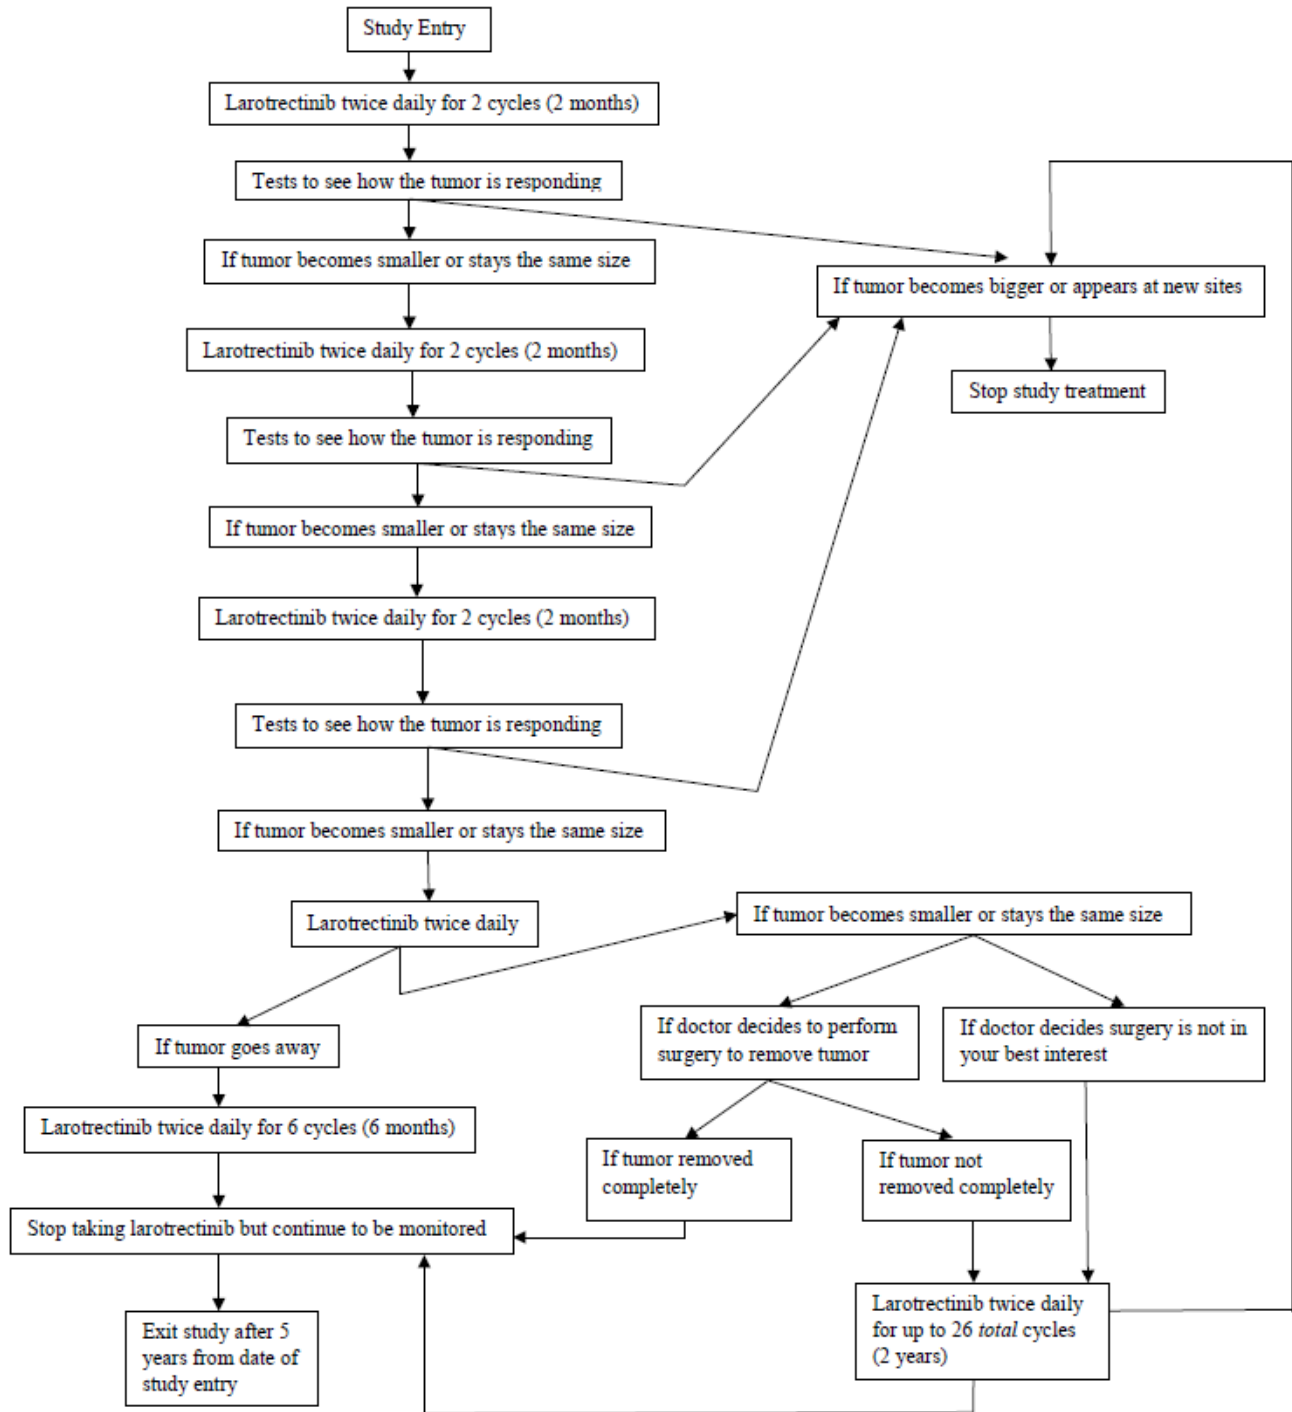 Study Entry
Larotrectinib twice daily for 2 cycles (2 months)
Tests to see how the tumor is responding
If tumor becomes smaller or stays the same size
If tumor becomes bigger or appears at new sites
Larotrectinib twice daily for 2 cycles (2 months)
Stop study treatment
Tests to see how the tumor is responding
If tumor becomes smaller or stays the same size
Larotrectinib twice daily for 2 cycles (2 months)
Tests to see how the tumor is responding
If tumor becomes smaller or stays the same size
Larotrectinib twice daily
If tumor becomes smaller or stays the same size
If tumor goes away
If doctor decides to perform
surgery to remove tumor
If doctor decides surgery is not in
your best interest
Larotrectinib twice daily for 6 cycles (6 months)
If tumor removed
completely
If tumor not
removed completely
Stop taking larotrectinib but continue to be monitored
Exit study after 5
years from date of
study entry
Larotrectinib twice daily
for up to 26 total cycles
(2 years)